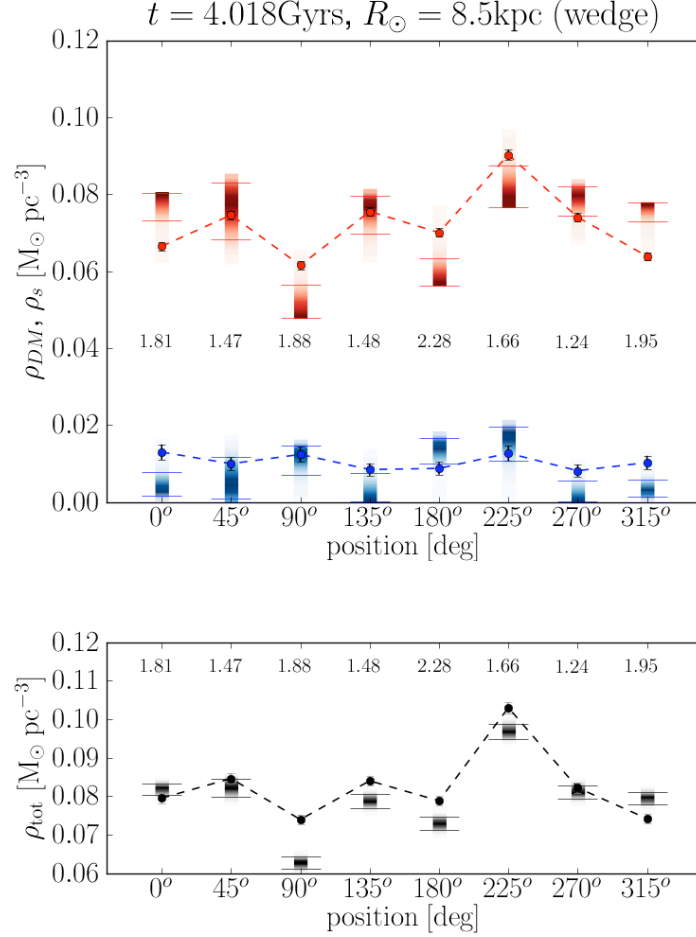 t = 4.018Gyrs, R⊙ = 8.5kpc (wedge)
0.12
0.10
0.08
0.06
0.04
0.02
0.00
ρDM, ρs [M⊙ pc−3]
1.81 1.47 1.88 1.48 2.28 1.66 1.24 1.95
0o 45o 90o 135o 180o 225o 270o 315o
position [deg]
0.12
0.11
0.10
0.09
0.08
0.07
0.06
ρtot [M⊙ pc−3]
1.81 1.47 1.88 1.48 2.28 1.66 1.24 1.95
0o 45o 90o 135o 180o 225o 270o 315o
position [deg]